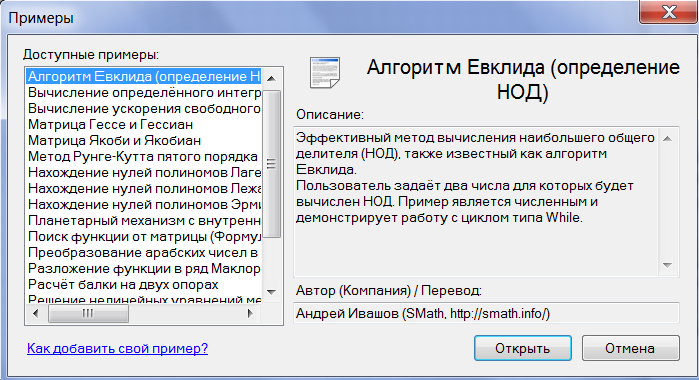 Примеры
Доступные примеры:
Алгоритм Евклида (определение Н
Вычисление определённого интегр
Вычисление ускорения свободного
Матрица Гессе и Гессиан
Матрица Якоби и Якобиан
Метод Рунге-Кутта пятого порядка
Нахождение нулей полиномов Лаге
Нахождение нулей полиномов Лежа
Нахождение нулей полиномов Эрми
Планетарный механизм с внутренн
Поиск функции от матрицы (Формул
Преобразование арабских чисел в
Разложение функции в ряд Маклор
Расчёт балки на двух опорах
Решение нелинейных уравнений ме
Как добавить свой пример?
Алгоритм Евклида (определение
НОД)
Описание:
Эффективный метод вычисления наибольшего общего
делителя (НОД), также известный как алгоритм
Евклида.
Пользователь задаёт два числа для которых будет
вычислен НОД. Пример является численным и
демонстрирует работу с циклом типа While.
Автор (Компания) / Перевод:
Андрей Ивашов (SMath, http://smath.info/)
Открыть
Отмена